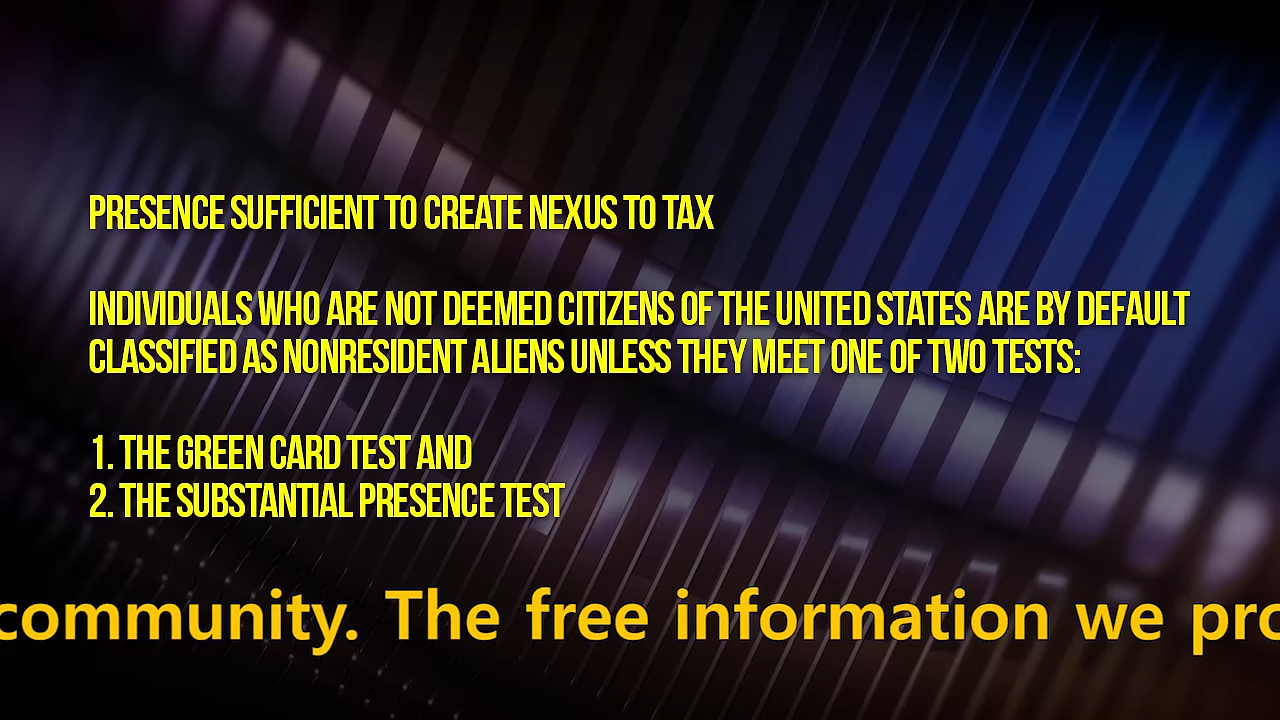 PRESENCE SUFFICIENT TO CREATE NEXUS TO TAX
INDIVIDUALS WHO ARE NOT DEEMED CITIZENS OF THE UNITED STATES ARE BY DEFAULT
CLASSIFIED AS NONRESIDENT ALIENS UNLESS THEY MEET ONE OF TWO TESTS:
1. THE GREEN CARD TEST AND
2. THE SUBSTANTIAL PRESENCE TEST
community. The free information we pro